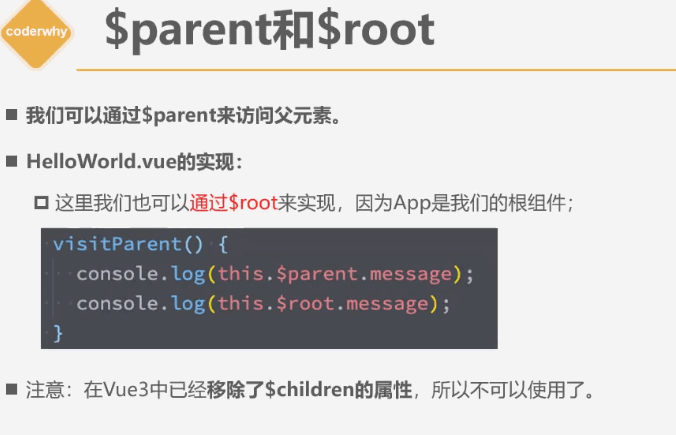 coderwhy
$parent和$root
我们可以通过$parent来访问父元素。
HelloWorld.vue的实现：
这里我们也可以通过$root来实现，因为App是我们的根组件；
visitParent() {
  console.log(this.$parent.message);
  console.log(this.$root.message);
}
注意：在Vue3中已经移除了$children的属性，所以不可以使用了。